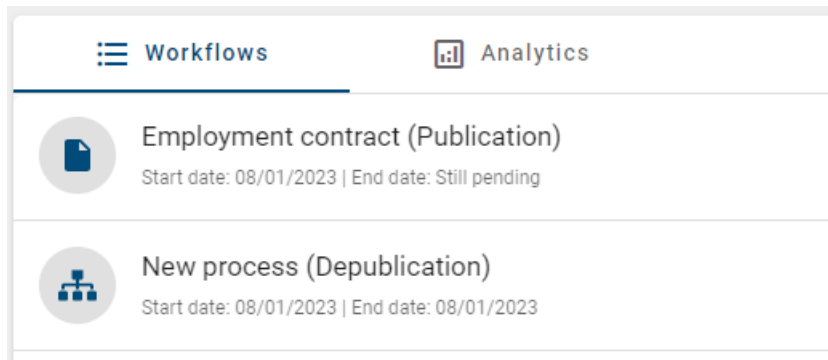 Workflows
Analytics
Employment contract (Publication)
Start date: 08/01/2023 | End date: Still pending
New process (Depublication)
Start date: 08/01/2023 | End date: 08/01/2023